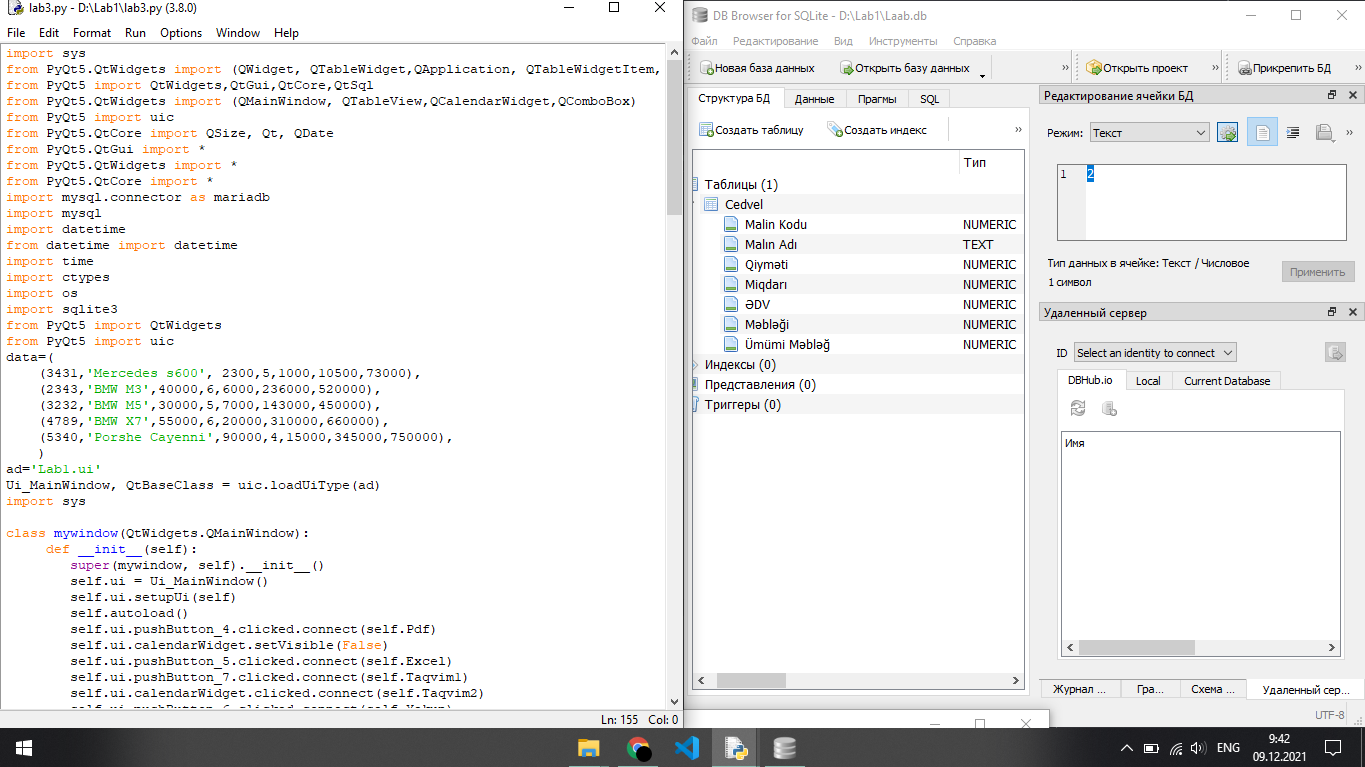 lab3.py - D:\Lab1\lab3.py (3.8.0)
File Edit Format Run Options Window Help
import sys
from PyQt5.QtWidgets import (QWidget, QTableWidget,QApplication, QTableWidgetItem,
from PyQt5 import QtWidgets,QtGui,QtCore,QtSql
from PyQt5.QtWidgets import (QMainWindow, QTableView,QCalendarWidget,QComboBox)
from PyQt5 import uic
from PyQt5.QtCore import QSize, Qt, QDate
from PyQt5.QtGui import *
from PyQt5.QtWidgets import *
from PyQt5.QtCore import *
import mysql.connector as mariadb
import mysql
import datetime
from datetime import datetime
import time
import ctypes
import os
import sqlite3
from PyQt5 import QtWidgets
from PyQt5 import uic
data=(
(3431,'Mercedes s600', 2300,5,1000,10500,73000),
(2343,'BMW M3',40000,6,6000,236000,520000),
(3232,'BMW M5',30000,5,7000,143000,450000),
(4789,'BMW X7',55000,6,20000,310000,660000),
(5340,'Porshe Cayenni',90000,4,15000,345000,750000),
)
ad='Lab1.ui'
Ui_MainWindow, QtBaseClass = uic.loadUiType(ad)
import sys
class mywindow(QtWidgets.QMainWindow):
def __init__(self):
super(mywindow, self).__init__()
self.ui = Ui_MainWindow()
self.ui.setupUi(self)
self.autoload()
self.ui.pushButton_4.clicked.connect(self.Pdf)
self.ui.calendarWidget.setVisible(False)
self.ui.pushButton_5.clicked.connect(self.Excel)
self.ui.pushButton_7.clicked.connect(self.Taqvim1)
self.ui.calendarWidget.clicked.connect(self.Taqvim2)
Ln: 155 Col: 0
DB Browser for SQLite - D:\Lab1\Laab.db
Файл Редактирование Вид Инструменты Справка
Новая база данных Открыть базу данных » Открыть проект » Прикрепить БД »
Структура БД Данные Прагмы SQL
Создать таблицу Создать индекс »
Тип
Таблицы (1)
Cedvel
Malin Kodu NUMERIC
Malın Adı TEXT
Qiyməti NUMERIC
Miqdarı NUMERIC
ƏDV NUMERIC
Məbləği NUMERIC
Ümümi Məbləğ NUMERIC
Индексы (0)
Представления (0)
Триггеры (0)
Редактирование ячейки БД
Режим: Текст »
1 2
Тип данных в ячейке: Текст / Числовое
1 символ
Применить
Удаленный сервер
ID Select an identity to connect
DBHub.io Local Current Database
Имя
Журнал ... Гра... Схема ... Удаленный сер...
UTF-8
ENG
9:42
09.12.2021